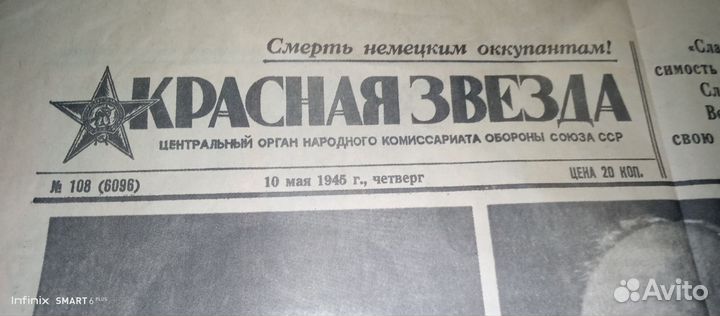 Смерть немецким оккупантам!
КРАСНАЯ ЗВЕЗДА
ЦЕНТРАЛЬНЫЙ ОРГАН НАРОДНОГО КОМИССАРИАТА ОБОРОНЫ СОЮЗА ССР
№ 108 (6096) 10 мая 1945 г., четверг ЦЕНА 20 КОП.
«Сла
симость
Сл
Ве
свою
Infinix SMART 6 PLUS
Avito